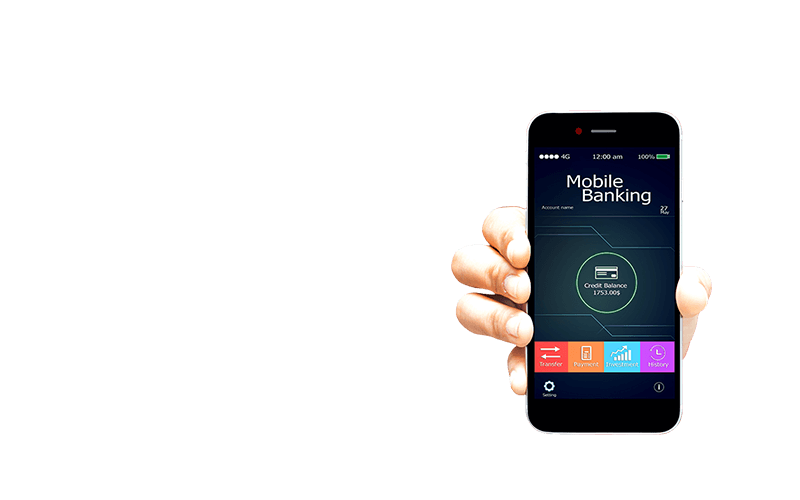 4G 12:00 am 100%
Mobile
Banking
Account name 27
May
Credit Balance
1753.00$
Transfer Payment Investment History
Setting